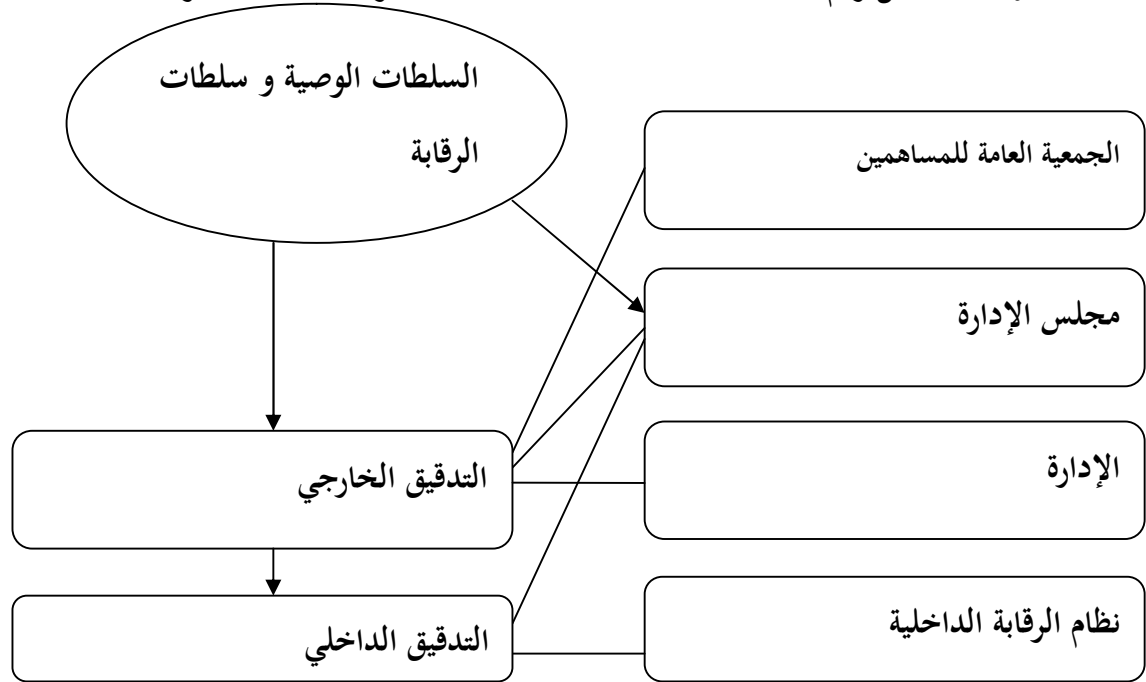 السلطات الوصية و سلطات
الرقابة
الجمعية العامة للمساهمين
مجلس الإدارة
الإدارة
التدقيق الخارجي
نظام الرقابة الداخلية
التدقيق الداخلي